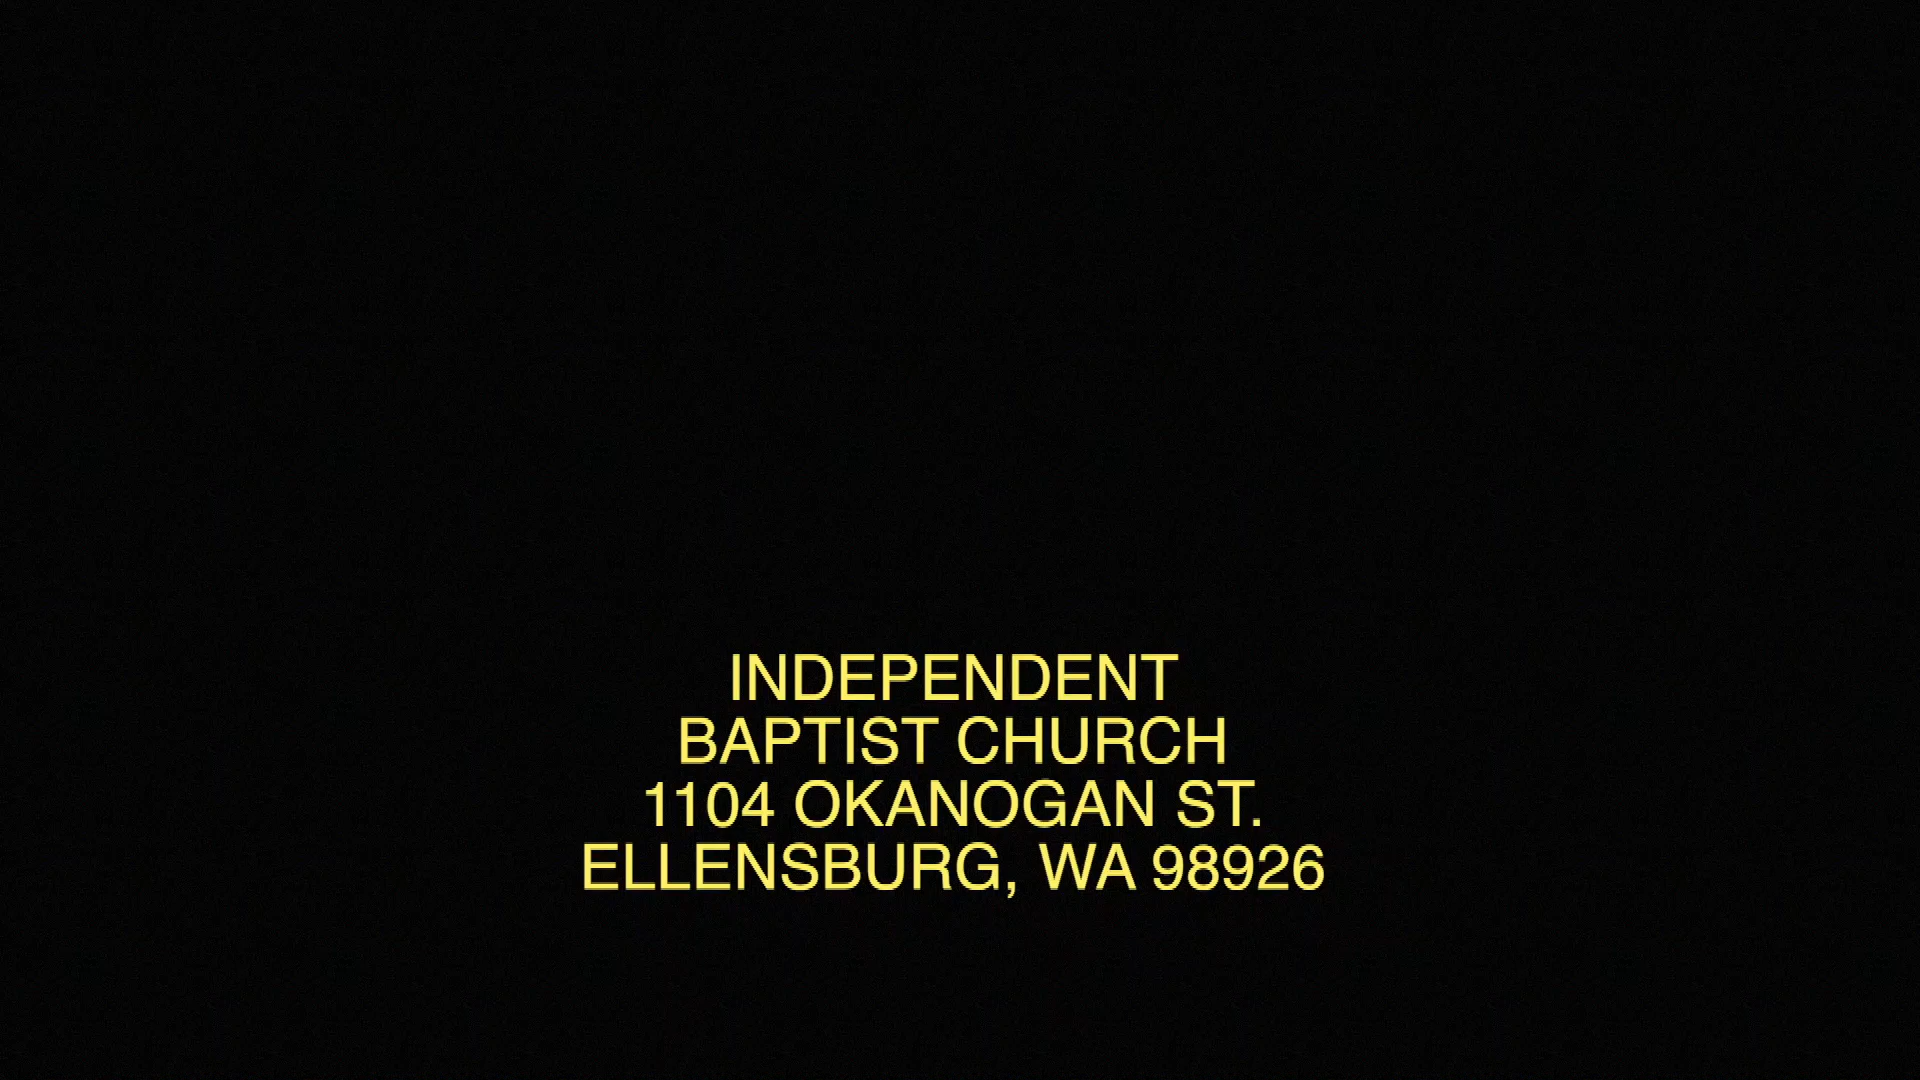 INDEPENDENT
BAPTIST CHURCH
1104 OKANOGAN ST.
ELLENSBURG, WA 98926